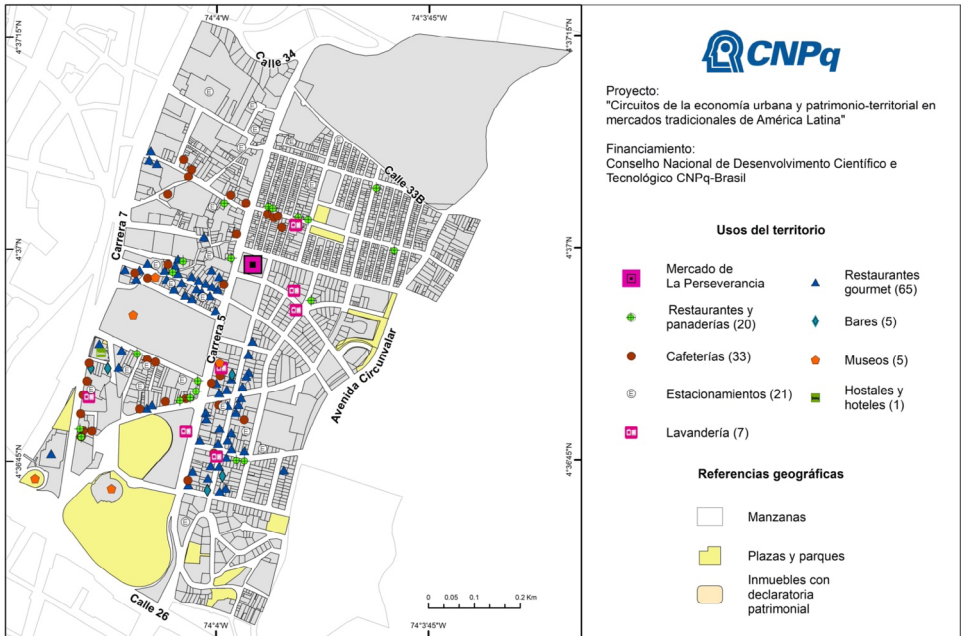 74°4'W
74°3'45"W
4°37'15"N
4°37'15"N
Calle 34
Calle 33B
Carrera 7
4°37'N
4°37'N
Carrera 5
Avenida Circunvalar
4°36'45"N
4°36'45"N
Calle 26
0 0.05 0.1 0.2 Km
74°4'W
74°3'45"W
CNPq
Proyecto:
"Circuitos de la economía urbana y patrimonio-territorial en
mercados tradicionales de América Latina"
Financiamiento:
Conselho Nacional de Desenvolvimento Científico e
Tecnológico CNPq-Brasil
Usos del territorio
Mercado de
La Perseverancia
Restaurantes y
panaderías (20)
Cafeterías (33)
E Estacionamientos (21)
Lavandería (7)
Restaurantes
gourmet (65)
Bares (5)
Museos (5)
Hostales y
hoteles (1)
Referencias geográficas
Manzanas
Plazas y parques
Inmuebles con
declaratoria
patrimonial